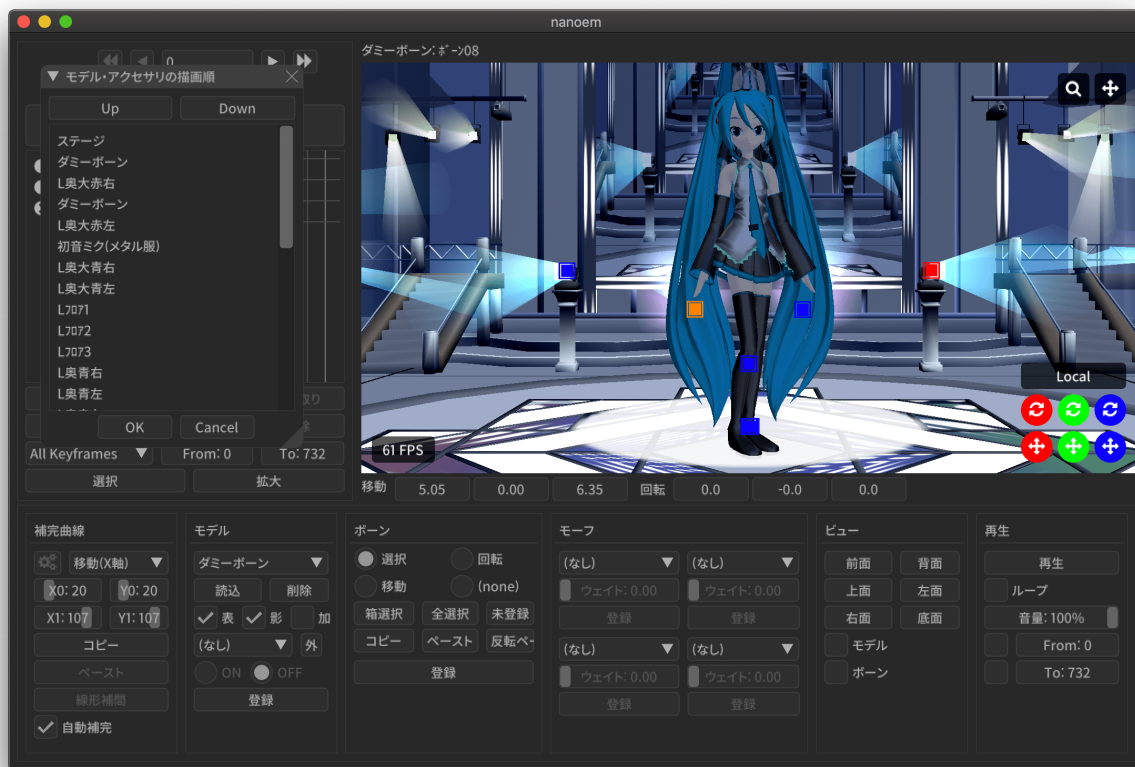 nanoem
0
ダミーボーン: ﾎﾞｰﾝ08
モデル・アクセサリの描画順
Up Down
ステージ
ダミーボーン
L奥大赤右
ダミーボーン
L奥大赤左
初音ミク(メタル服)
L奥大青右
L奥大青左
Lﾌﾛｱ1
Lﾌﾛｱ2
Lﾌﾛｱ3
L奥青右
L奥青左
OK Cancel
All Keyframes From: 0 To: 732
選択 拡大
Local
61 FPS
移動 5.05 0.00 6.35 回転 0.0 -0.0 0.0
補完曲線
移動(X軸)
X0: 20 Y0: 20
X1: 107 Y1: 107
コピー
ペースト
線形補間
自動補完
モデル
ダミーボーン
読込 削除
表 影 加
(なし) 外
ON OFF
登録
ボーン
選択 回転
移動 (none)
箱選択 全選択 未登録
コピー ペースト 反転ペー
登録
モーフ
(なし) (なし)
ウェイト: 0.00 ウェイト: 0.00
登録 登録
(なし) (なし)
ウェイト: 0.00 ウェイト: 0.00
登録 登録
ビュー
前面 背面
上面 左面
右面 底面
モデル
ボーン
再生
再生
ループ
音量: 100%
From: 0
To: 732